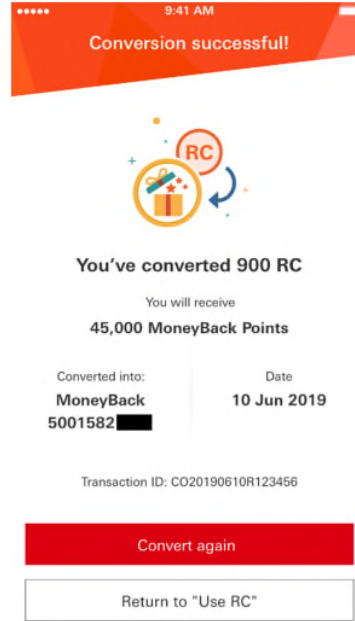 9:41 AM
Conversion successful!
RC
You've converted 900 RC
You will receive
45,000 MoneyBack Points
Converted into:
MoneyBack
5001582
Date
10 Jun 2019
Transaction ID: CO20190610R123456
Convert again
Return to "Use RC"